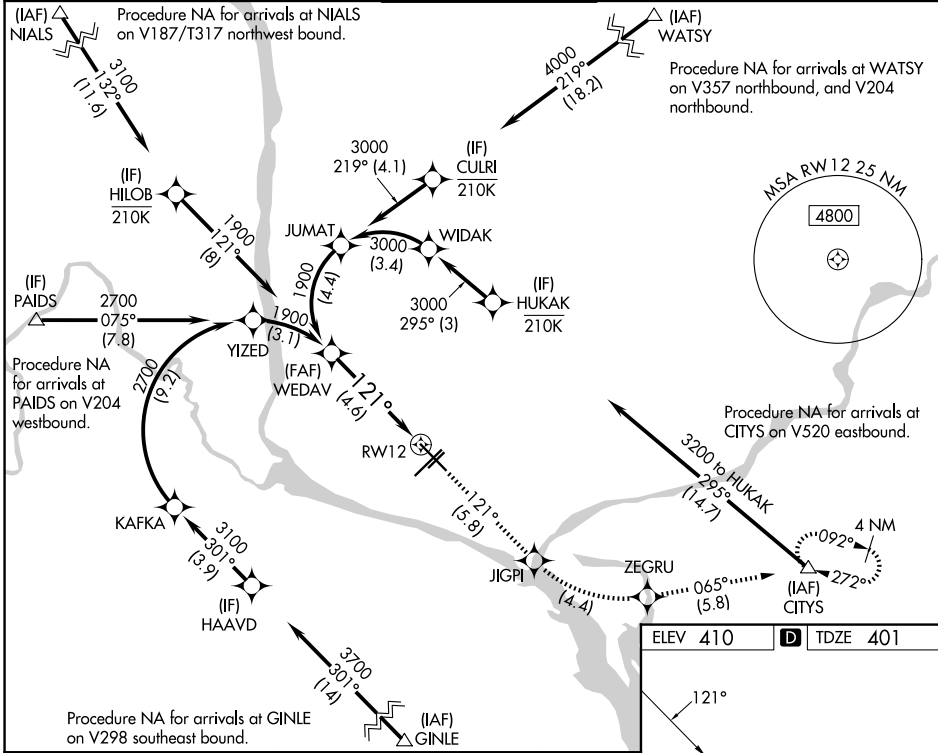 (IAF)
NIALS
Procedure NA for arrivals at NIALS
on V187/T317 northwest bound.
(IAF)
WATSY
3100
132°
(11.6)
4000
219°
(18.2)
Procedure NA for arrivals at WATSY
on V357 northbound, and V204
northbound.
(IF)
HILOB
210K
3000
219° (4.1)
(IF)
CULRI
210K
MSA RW12 25 NM
4800
1900
121°
(8)
JUMAT
3000
(3.4)
WIDAK
1900
(4.4)
3000
295° (3)
(IF)
HUKAK
210K
(IF)
PAIDS
2700
075°
(7.8)
YIZED
1900
(3.1)
(FAF)
WEDAV
Procedure NA
for arrivals at
PAIDS on V204
westbound.
2700
(9.2)
121°
(4.6)
RW12
Procedure NA for arrivals at
CITYS on V520 eastbound.
3200 to HUKAK
295°
(14.7)
KAFKA
3100
301°
(3.9)
(IF)
HAAVD
121°
(5.8)
JIGPI
(4.4)
ZEGRU
065°
(5.8)
4 NM
092°
272°
(IAF)
CITYS
3700
301°
(14)
(IAF)
GINLE
Procedure NA for arrivals at GINLE
on V298 southeast bound.
ELEV 410 D TDZE 401
121°